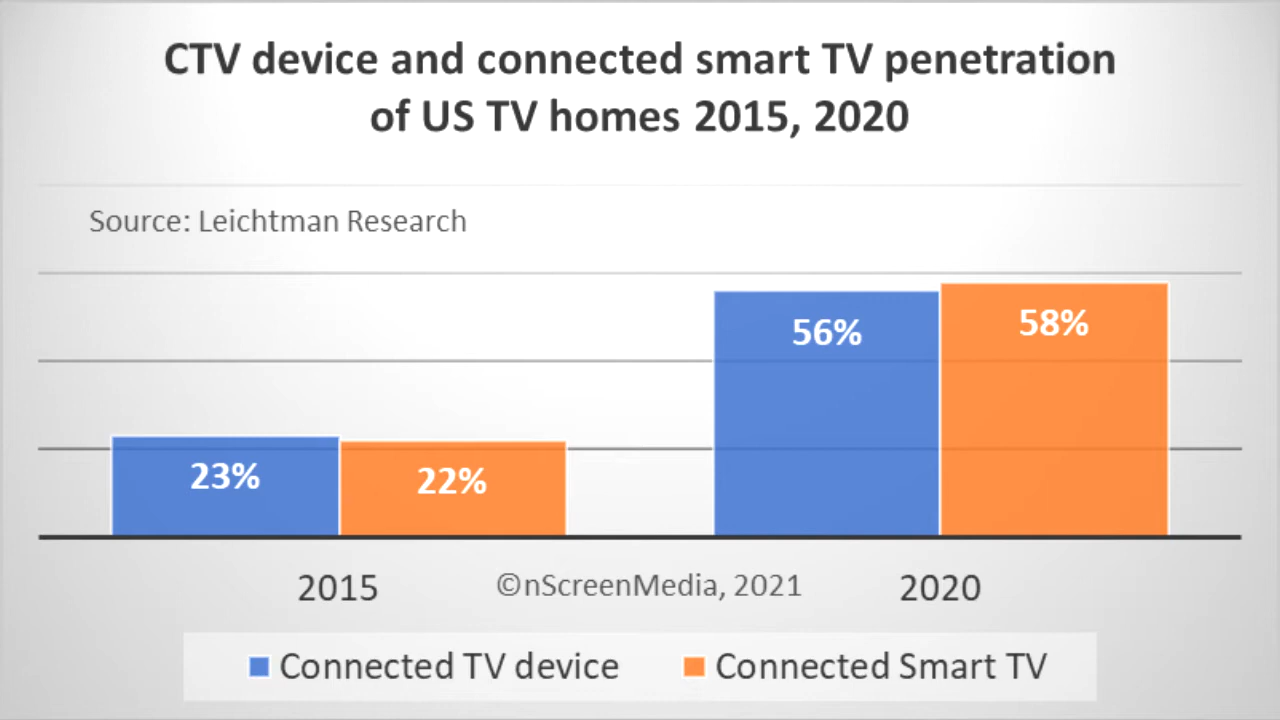 CTV device and connected smart TV penetration
of US TV homes 2015, 2020
Source: Leichtman Research
56%
58%
23%
22%
2015
©nScreenMedia, 2021
2020
Connected TV device
Connected Smart TV